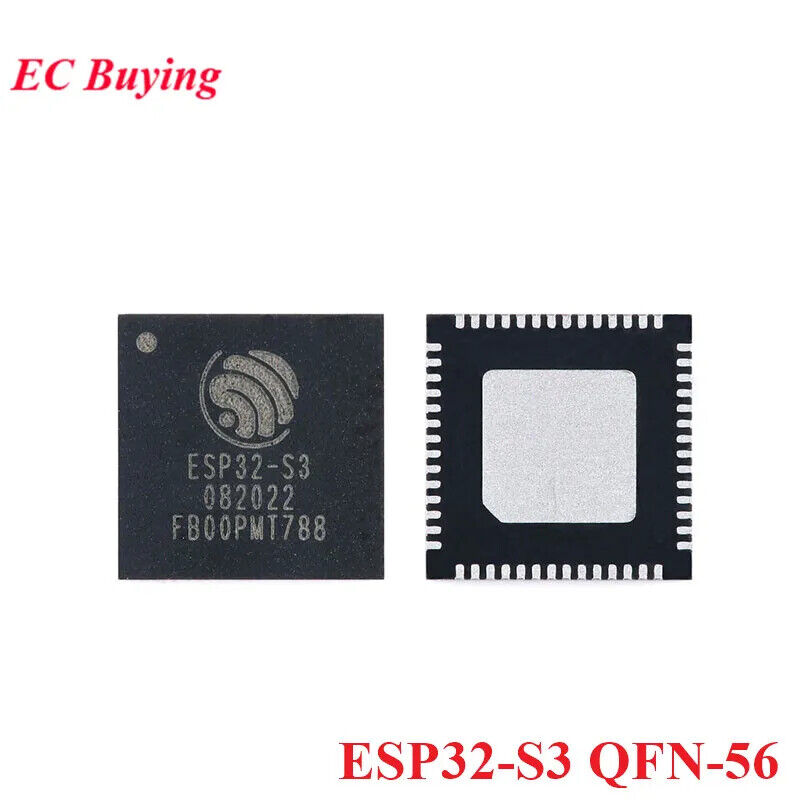 EC Buying
ESP32-S3
082022
FB00PMT788
ESP32-S3 QFN-56